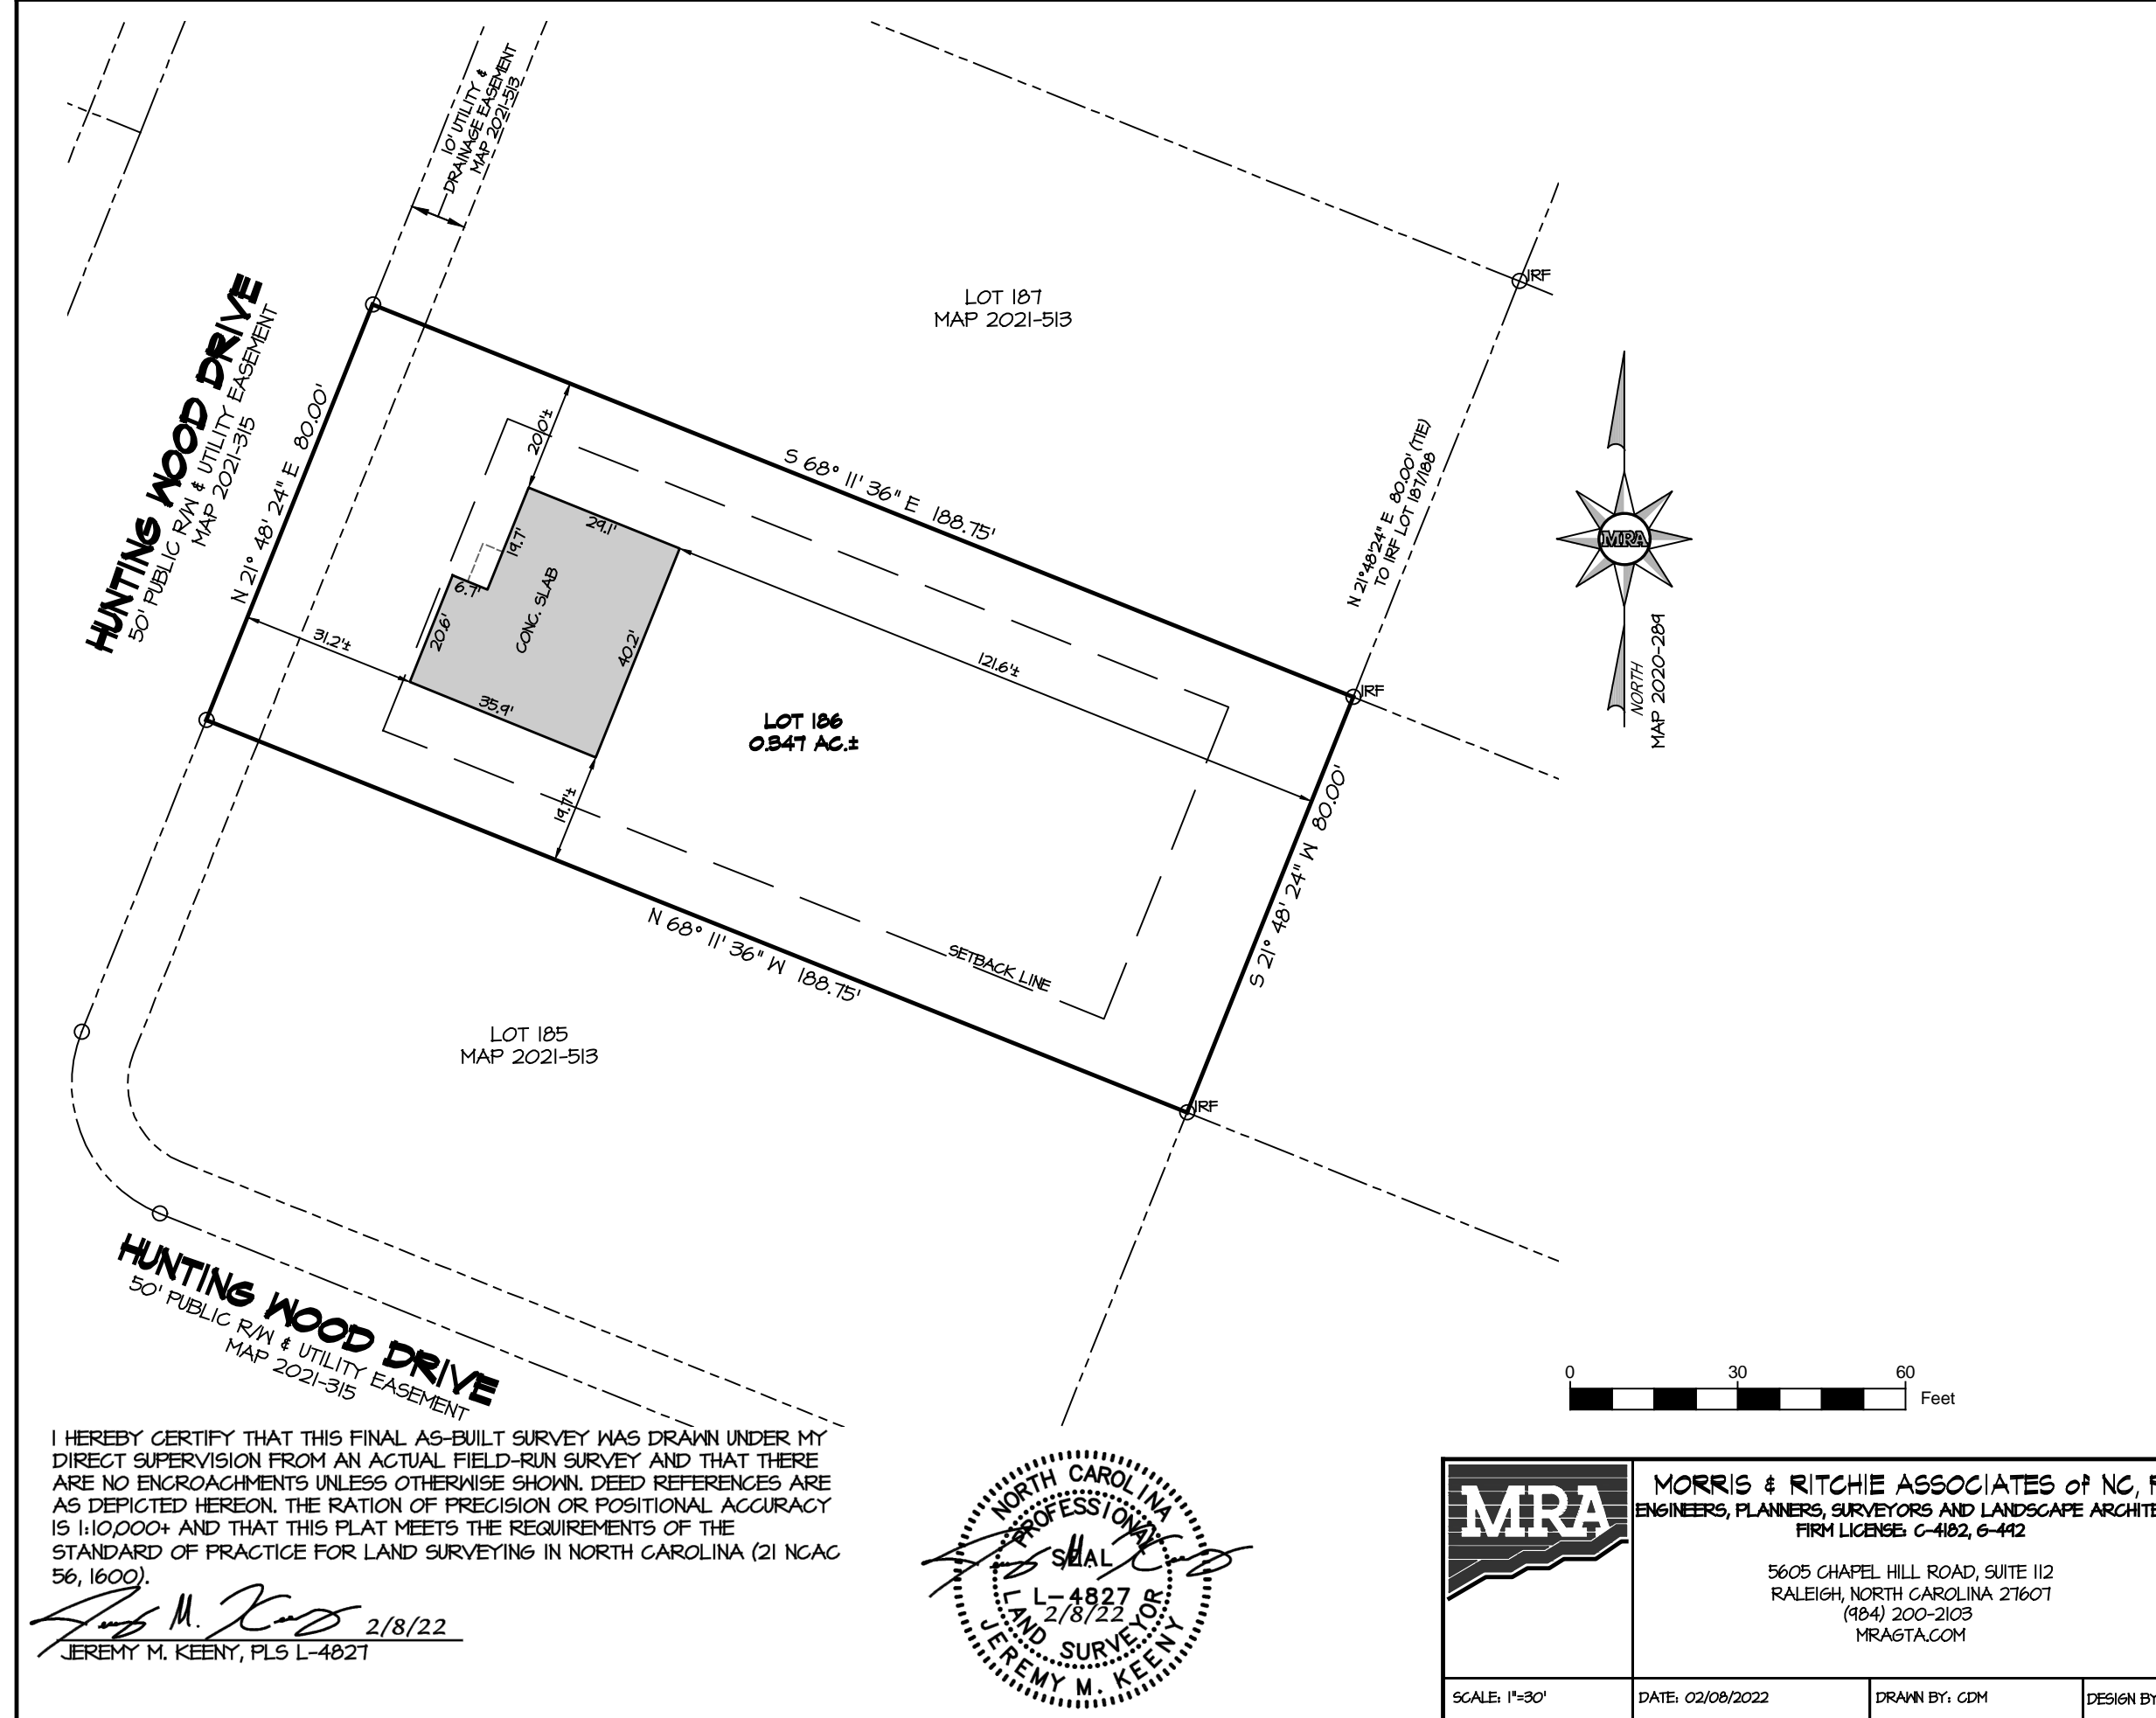 10' UTILITY &
DRAINAGE EASEMENT
MAP 2021-513
HUNTING WOOD DRIVE
50' PUBLIC R/W & UTILITY EASEMENT
MAP 2021-315
N 21° 48' 24" E 80.00'
LOT 187
MAP 2021-513
IRF
20.0'±
S 68° 11' 36" E 188.75'
N 21°48'24" E 80.00' (TIE)
TO IRF LOT 187/188
MRA
NORTH
MAP 2020-289
29.1'
19.7'
6.7'
CONC. SLAB
20.6'
40.2'
31.2'±
35.9'
121.6'±
IRF
LOT 186
0.347 AC.±
19.7'±
S 21° 48' 24" W 80.00'
N 68° 11' 36" W 188.75'
SETBACK LINE
LOT 185
MAP 2021-513
IRF
HUNTING WOOD DRIVE
50' PUBLIC R/W & UTILITY EASEMENT
MAP 2021-315
0 30 60
Feet
I HEREBY CERTIFY THAT THIS FINAL AS-BUILT SURVEY WAS DRAWN UNDER MY
DIRECT SUPERVISION FROM AN ACTUAL FIELD-RUN SURVEY AND THAT THERE
ARE NO ENCROACHMENTS UNLESS OTHERWISE SHOWN. DEED REFERENCES ARE
AS DEPICTED HEREON. THE RATION OF PRECISION OR POSITIONAL ACCURACY
IS 1:10,000+ AND THAT THIS PLAT MEETS THE REQUIREMENTS OF THE
STANDARD OF PRACTICE FOR LAND SURVEYING IN NORTH CAROLINA (21 NCAC
56, 1600).
2/8/22
JEREMY M. KEENY, PLS L-4827
NORTH CAROLINA
PROFESSIONAL
SEAL
L-4827
2/8/22
LAND SURVEYOR
JEREMY M. KEENY
MRA
MORRIS & RITCHIE ASSOCIATES of NC,
ENGINEERS, PLANNERS, SURVEYORS AND LANDSCAPE ARCHITE
FIRM LICENSE: C-4182, G-492
5605 CHAPEL HILL ROAD, SUITE 112
RALEIGH, NORTH CAROLINA 27607
(984) 200-2103
MRAGTA.COM
SCALE: 1"=30'
DATE: 02/08/2022
DRAWN BY: CDM
DESIGN BY